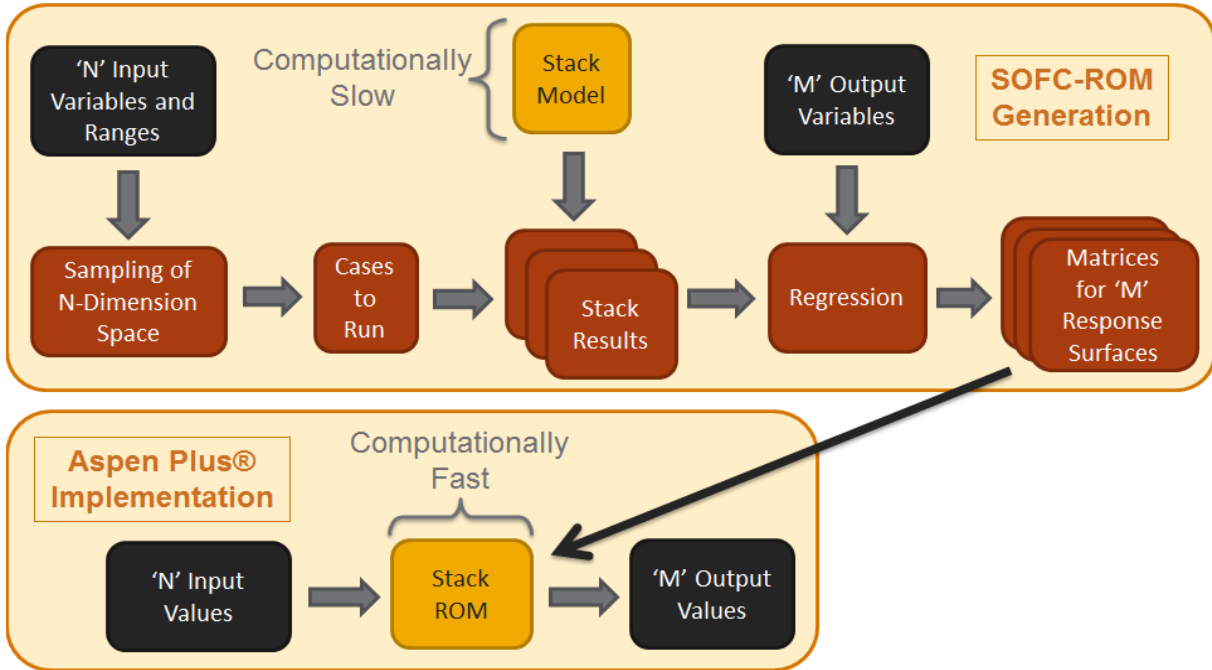 ‘N’ Input
Variables and
Ranges
Computationally
Slow
Stack
Model
‘M’ Output
Variables
SOFC-ROM
Generation
Sampling of
N-Dimension
Space
Cases
to
Run
Stack
Results
Regression
Matrices
for ‘M’
Response
Surfaces
Aspen Plus®
Implementation
Computationally
Fast
‘N’ Input
Values
Stack
ROM
‘M’ Output
Values